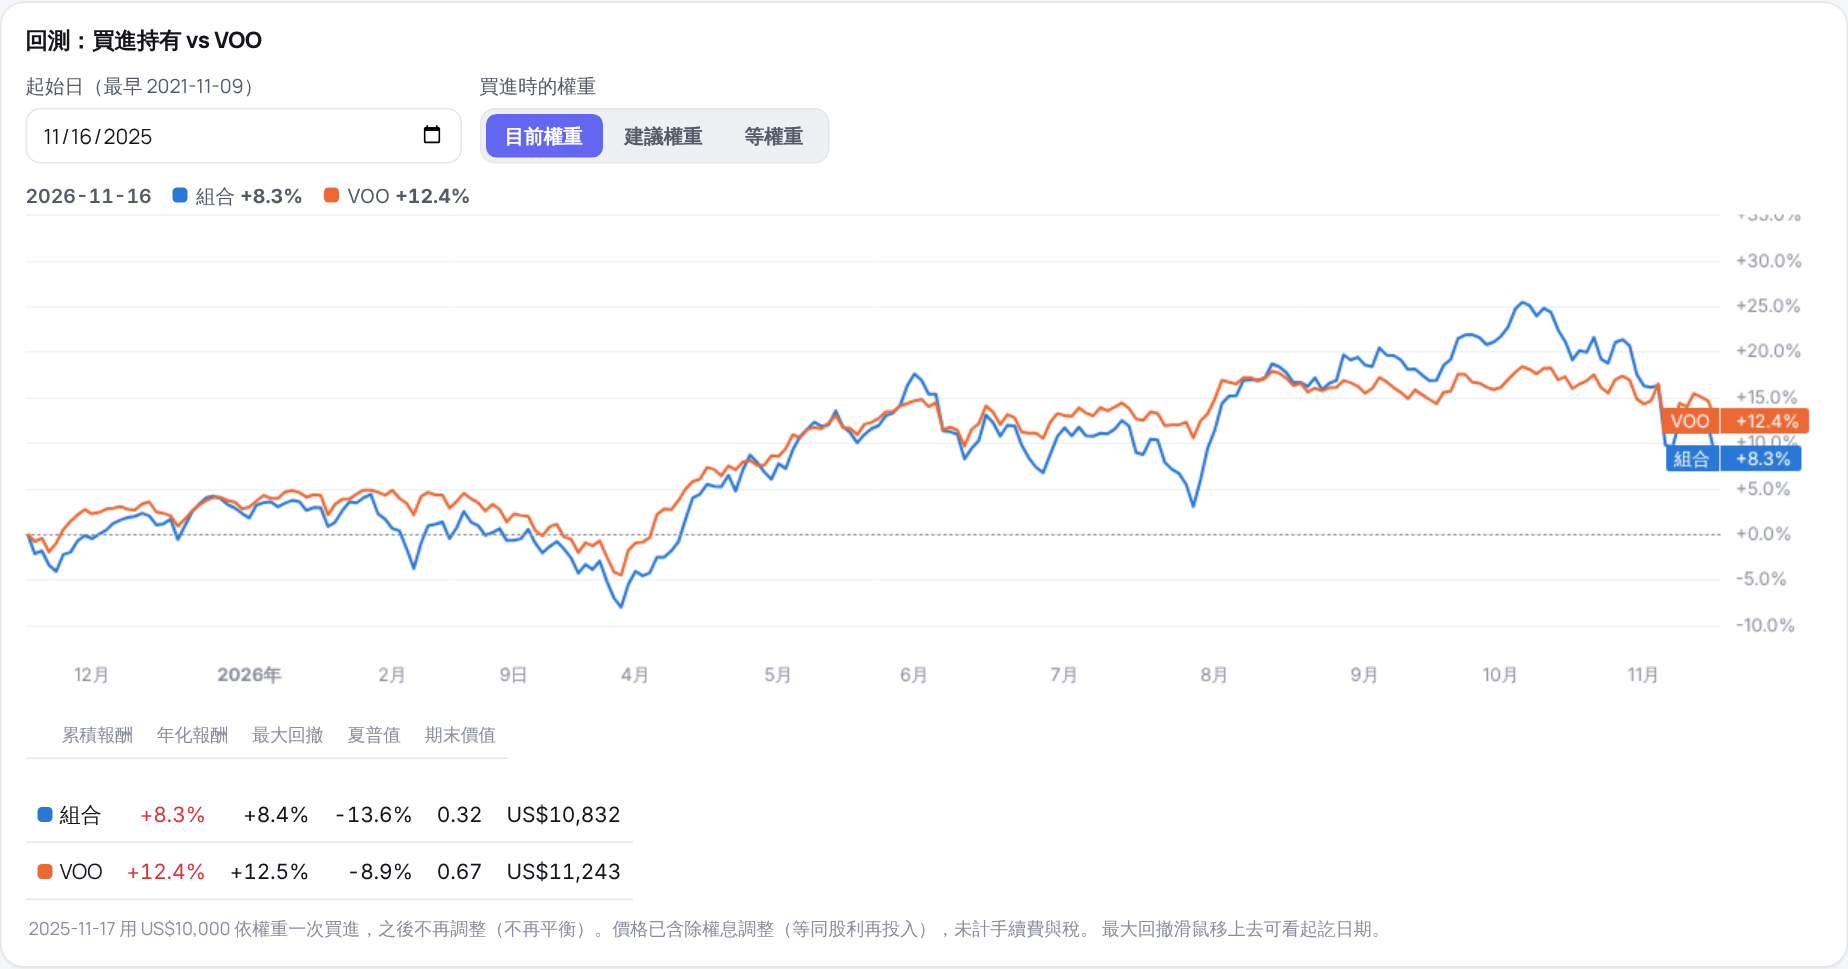 回測：買進持有 vs VOO
起始日（最早 2021-11-09） 買進時的權重
11/16/2025 目前權重 建議權重 等權重
2026-11-16 組合 +8.3% VOO +12.4%
+35.0%
+30.0%
+25.0%
+20.0%
+15.0%
VOO +12.4%
+10.0%
組合 +8.3%
+5.0%
+0.0%
-5.0%
-10.0%
12月 2026年 2月 9日 4月 5月 6月 7月 8月 9月 10月 11月
累積報酬 年化報酬 最大回撤 夏普值 期末價值
組合 +8.3% +8.4% -13.6% 0.32 US$10,832
VOO +12.4% +12.5% -8.9% 0.67 US$11,243
2025-11-17 用 US$10,000 依權重一次買進，之後不再調整（不再平衡）。價格已含除權息調整（等同股利再投入），未計手續費與稅。 最大回撤滑鼠移上去可看起訖日期。